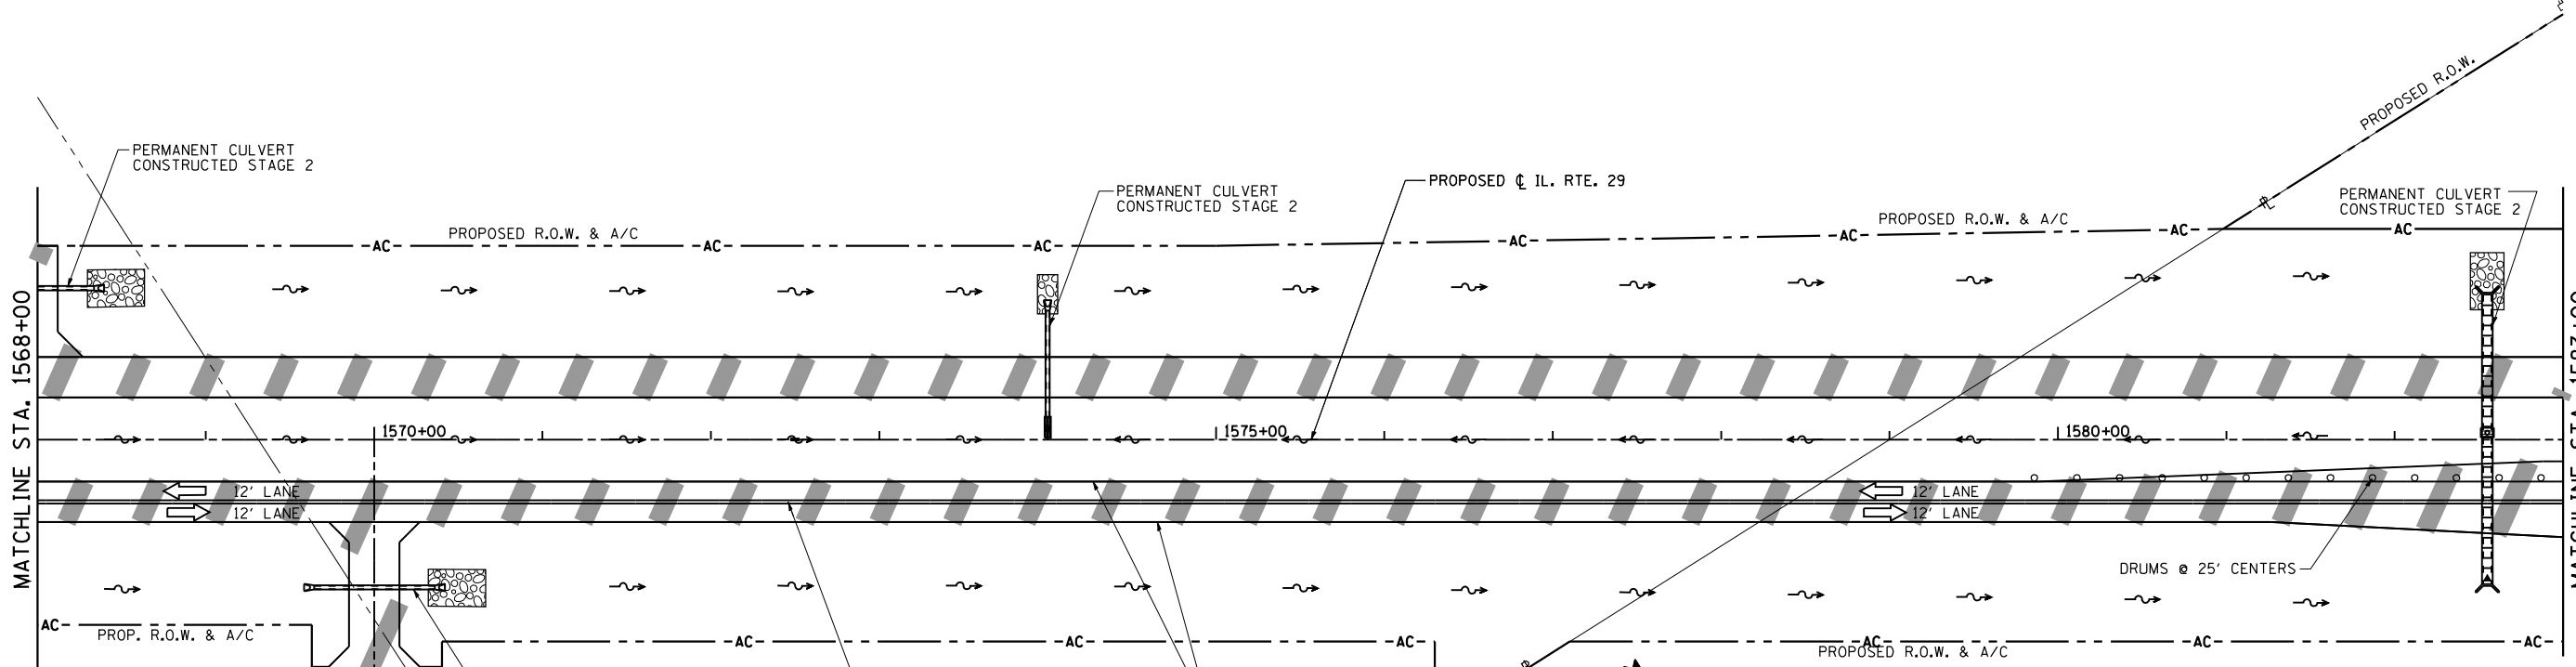 PROPOSED R.O.W.
PERMANENT CULVERT
CONSTRUCTED STAGE 2
PERMANENT CULVERT
CONSTRUCTED STAGE 2
PROPOSED ℄ IL. RTE. 29
PERMANENT CULVERT
CONSTRUCTED STAGE 2
PROPOSED R.O.W. & A/C
PROPOSED R.O.W. & A/C
AC
AC
AC
AC
AC
AC
AC
MATCHLINE STA. 1568+00
1570+00
1575+00
1580+00
12' LANE
12' LANE
12' LANE
12' LANE
DRUMS @ 25' CENTERS
AC
PROP. R.O.W. & A/C
AC
AC
AC
AC
AC
AC
PROPOSED R.O.W. & A/C